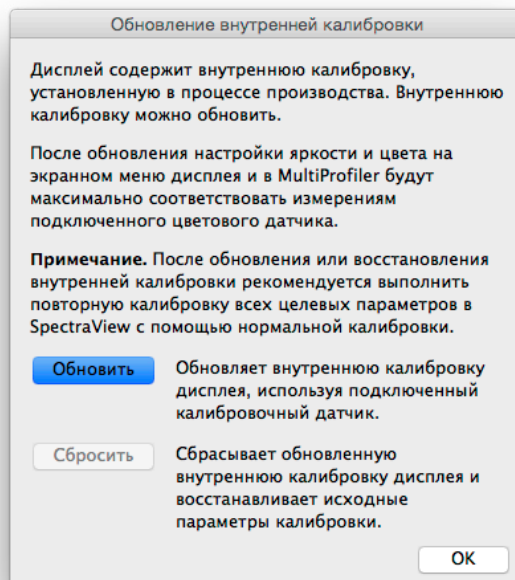 Обновление внутренней калибровки
Дисплей содержит внутреннюю калибровку,
установленную в процессе производства. Внутреннюю
калибровку можно обновить.
После обновления настройки яркости и цвета на
экранном меню дисплея и в MultiProfiler будут
максимально соответствовать измерениям
подключенного цветового датчика.
Примечание. После обновления или восстановления
внутренней калибровки рекомендуется выполнить
повторную калибровку всех целевых параметров в
SpectraView с помощью нормальной калибровки.
Обновить
Обновляет внутреннюю калибровку
дисплея, используя подключенный
калибровочный датчик.
Сбросить
Сбрасывает обновленную
внутреннюю калибровку дисплея и
восстанавливает исходные
параметры калибровки.
ОК